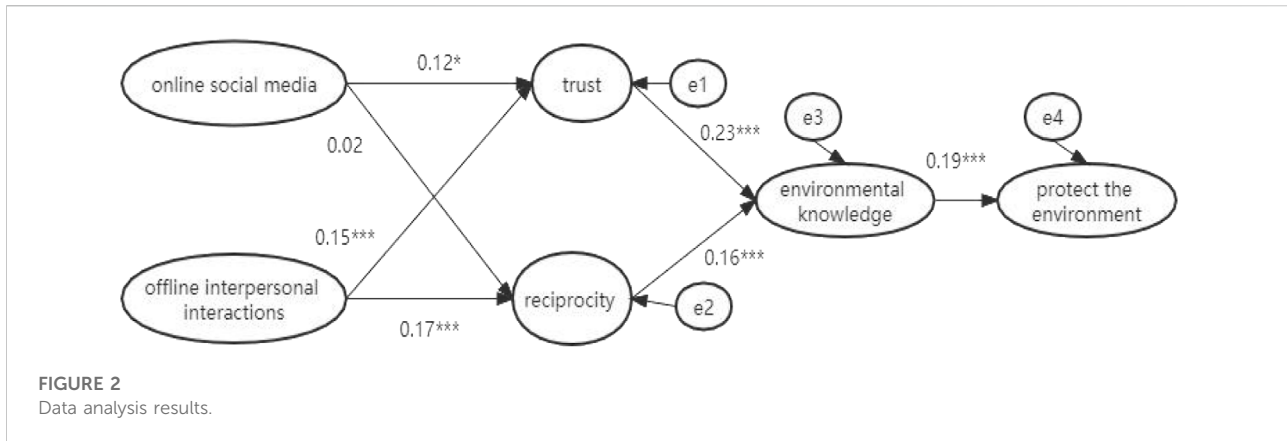 0.12*
online social media
trust
e1
0.23***
e3
e4
0.02
0.19***
environmental
knowledge
protect the
environment
0.15***
offline interpersonal
interactions
reciprocity
0.16***
e2
0.17***
FIGURE 2
Data analysis results.